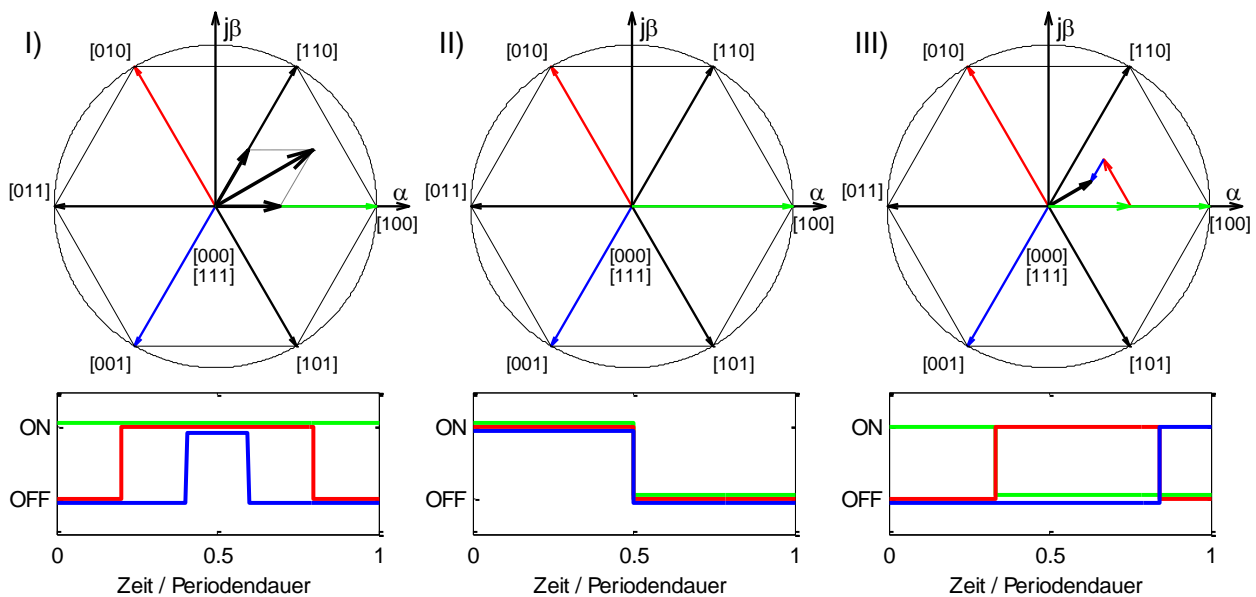 I)
jβ
[010]
[110]
[011]
α
[100]
[000]
[111]
[001]
[101]
ON
OFF
0
0.5
1
Zeit / Periodendauer
II)
jβ
[010]
[110]
[011]
α
[100]
[000]
[111]
[001]
[101]
ON
OFF
0
0.5
1
Zeit / Periodendauer
III)
jβ
[010]
[110]
[011]
α
[100]
[000]
[111]
[001]
[101]
ON
OFF
0
0.5
1
Zeit / Periodendauer